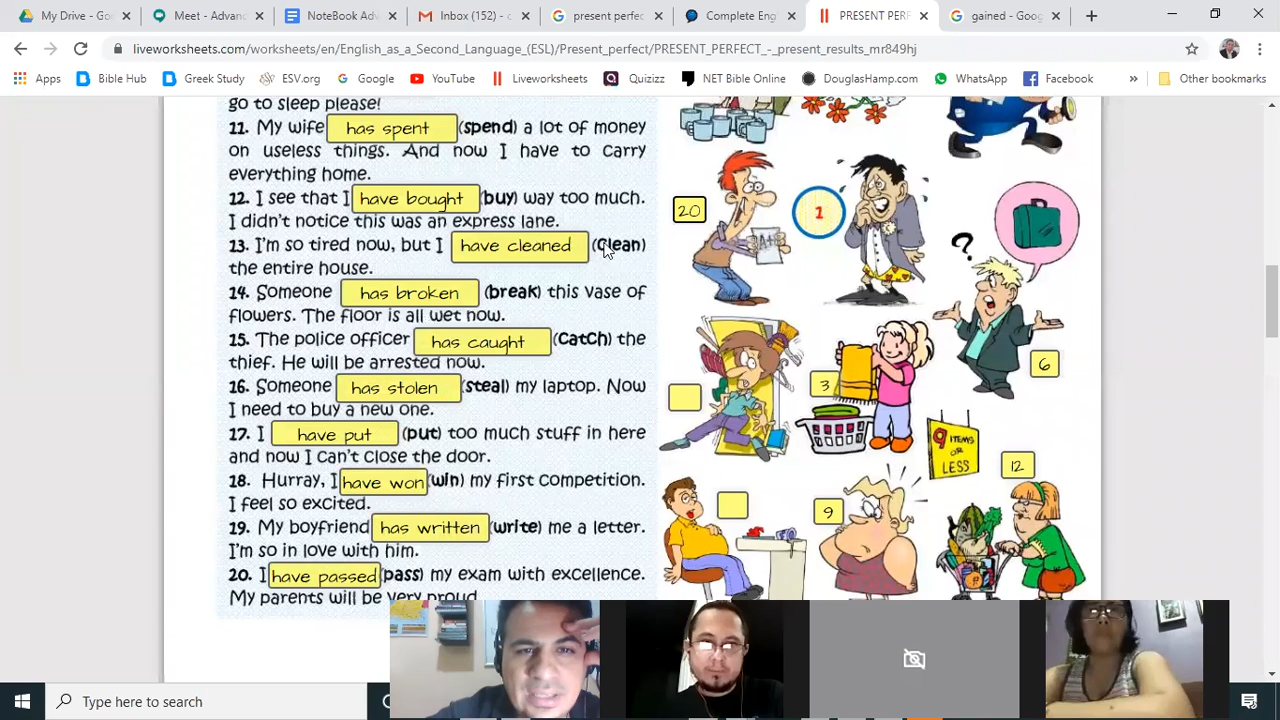 My Drive - Go
Meet - Advan
NoteBook Adv
Inbox (152) - c
present perfec
Complete Eng
PRESENT PERF
gained - Goog
liveworksheets.com/worksheets/en/English_as_a_Second_Language_(ESL)/Present_perfect/PRESENT_PERFECT_-_present_results_mr849hj
Apps
Bible Hub
Greek Study
ESV.org
Google
YouTube
Liveworksheets
Quizizz
NET Bible Online
DouglasHamp.com
WhatsApp
Facebook
»
Other bookmarks
go to sleep please!
11. My wife has spent (spend) a lot of money
on useless things. And now I have to carry
everything home.
12. I see that I have bought (buy) way too much.
I didn't notice this was an express lane.
13. I'm so tired now, but I have cleaned (Clean)
the entire house.
14. Someone has broken (break) this vase of
flowers. The floor is all wet now.
15. The police officer has caught (catch) the
thief. He will be arrested now.
16. Someone has stolen (steal) my laptop. Now
I need to buy a new one.
17. I have put (put) too much stuff in here
and now I can't close the door.
18. Hurray, I have won (win) my first competition.
I feel so excited.
19. My boyfriend has written (write) me a letter.
I'm so in love with him.
20. I have passed (pass) my exam with excellence.
My parents will be very proud
20
A+
1
?
6
3
9 ITEMS
OR
LESS
12
9
Type here to search